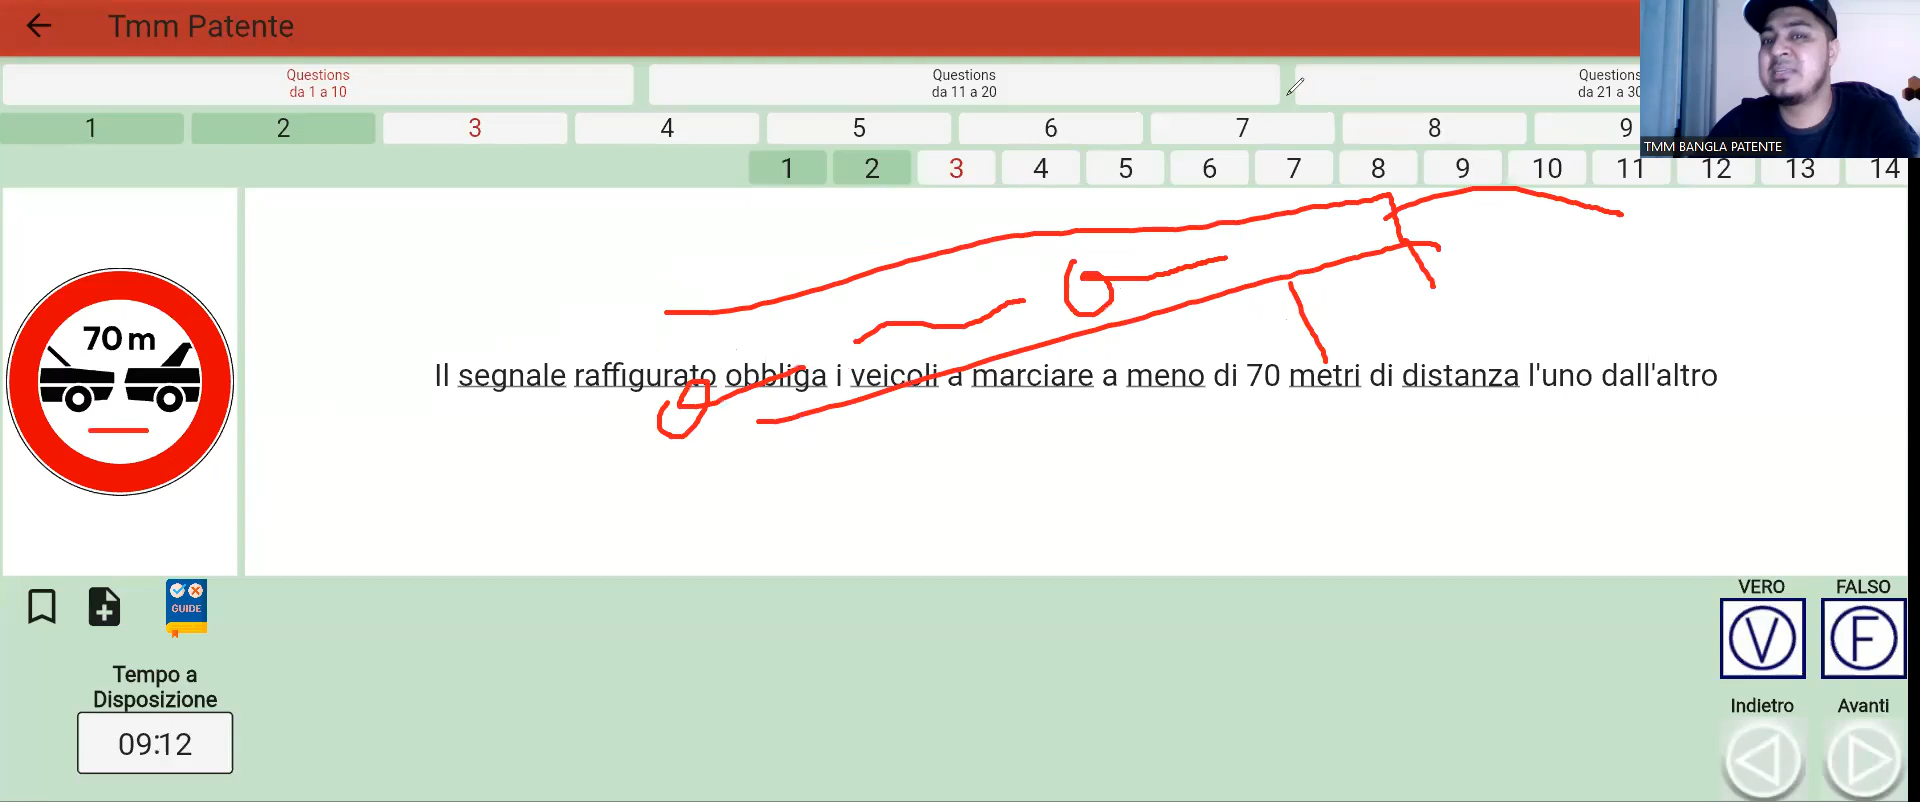 Tmm Patente
Questions
da 1 a 10
Questions
da 11 a 20
Questions
da 21 a 30
1 2 3 4 5 6 7 8 9
1 2 3 4 5 6 7 8 9 10 11 12 13 14
TMM BANGLA PATENTE
70 m
Il segnale raffigurato obbliga i veicoli a marciare a meno di 70 metri di distanza l'uno dall'altro
GUIDE
VERO FALSO
V F
Tempo a
Disposizione
09:12
Indietro Avanti